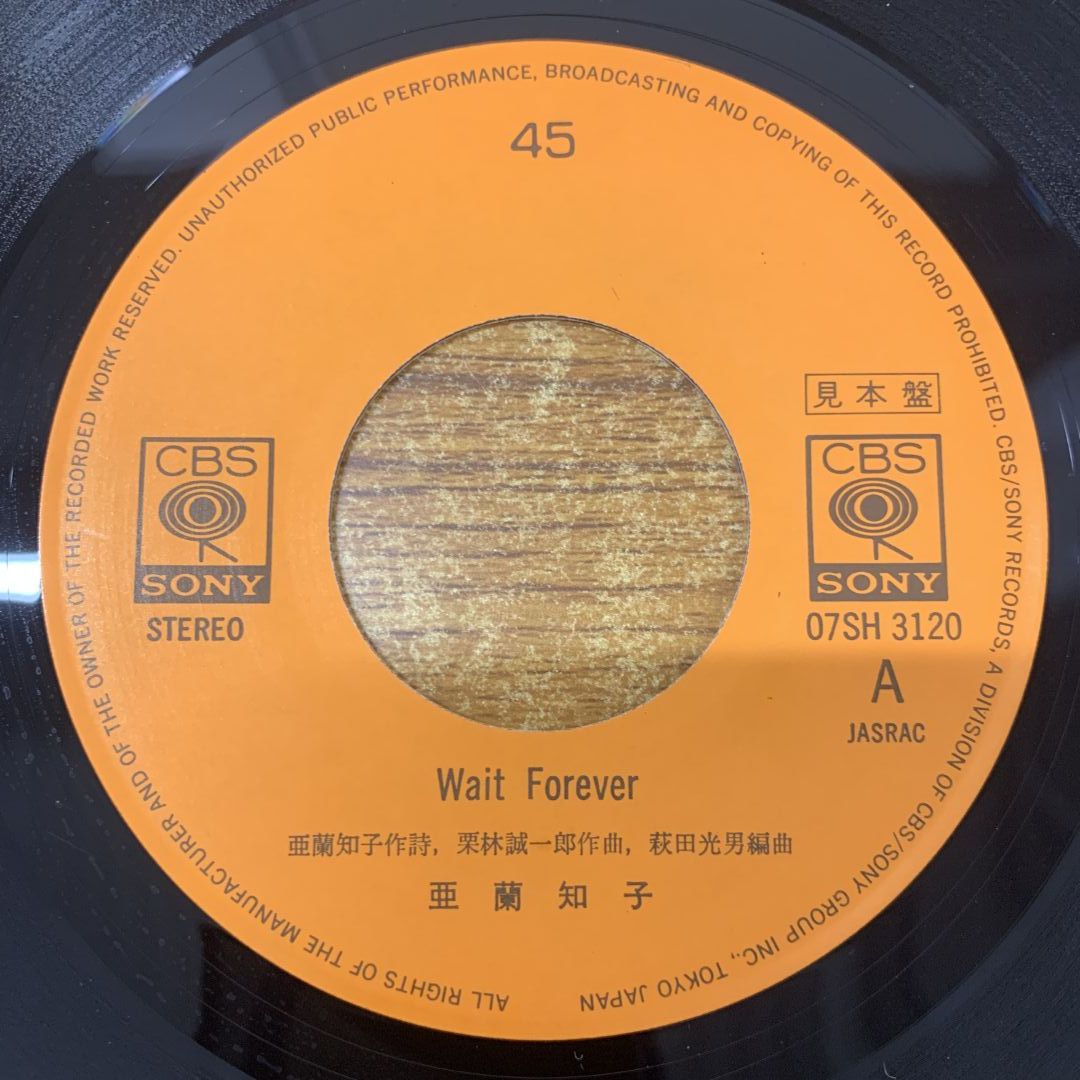 45
見本盤
CBS
SONY
STEREO
CBS
SONY
07SH 3120
A
JASRAC
Wait Forever
亜蘭知子作詩, 栗林誠一郎作曲, 萩田光男編曲
亜蘭知子
ALL RIGHTS OF THE MANUFACTURER AND OF THE OWNER OF THE RECORDED WORK RESERVED. UNAUTHORIZED PUBLIC PERFORMANCE, BROADCASTING AND COPYING OF THIS RECORD PROHIBITED. CBS/SONY RECORDS, A DIVISION OF CBS/SONY GROUP INC., TOKYO JAPAN